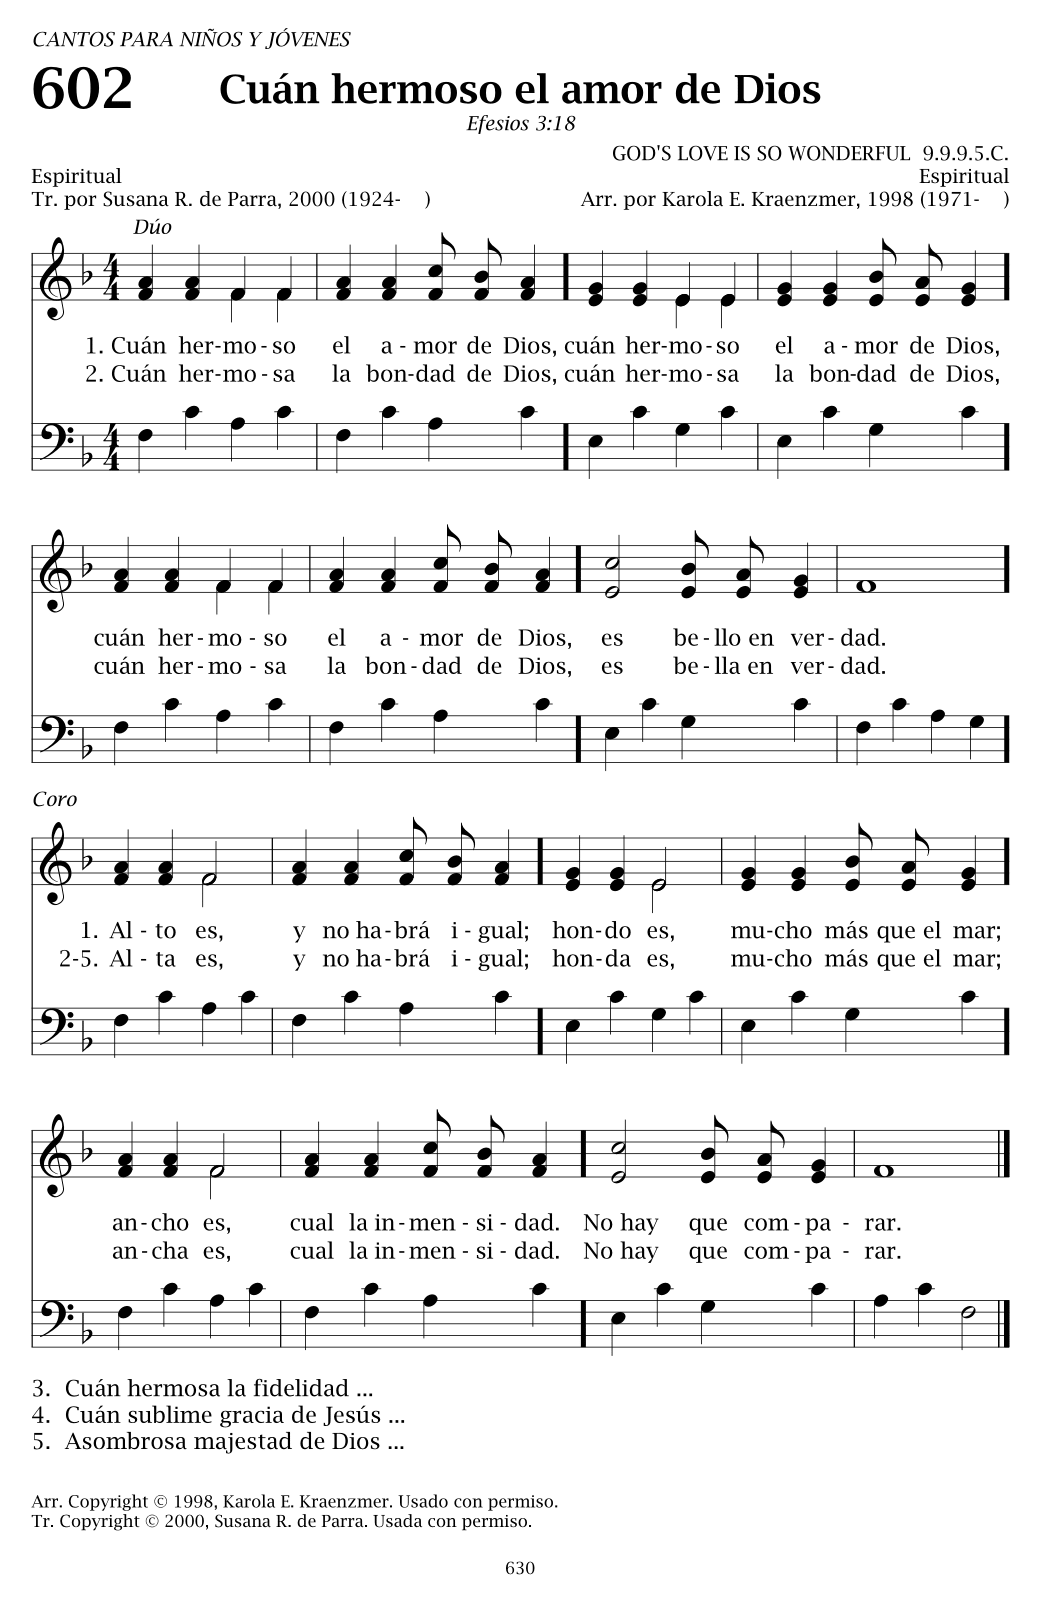 CANTOS PARA NIÑOS Y JÓVENES
602 Cuán hermoso el amor de Dios
Efesios 3:18
GOD'S LOVE IS SO WONDERFUL 9.9.9.5.C.
Espiritual Espiritual
Tr. por Susana R. de Parra, 2000 (1924- ) Arr. por Karola E. Kraenzmer, 1998 (1971- )
Dúo
1. Cuán her-mo-so el a-mor de Dios, cuán her-mo-so el a-mor de Dios,
2. Cuán her-mo-sa la bon-dad de Dios, cuán her-mo-sa la bon-dad de Dios,
cuán her-mo-so el a-mor de Dios, es be-llo en ver-dad.
cuán her-mo-sa la bon-dad de Dios, es be-lla en ver-dad.
Coro
1. Al-to es, y no ha-brá i-gual; hon-do es, mu-cho más que el mar;
2-5. Al-ta es, y no ha-brá i-gual; hon-da es, mu-cho más que el mar;
an-cho es, cual la in-men-si-dad. No hay que com-pa-rar.
an-cha es, cual la in-men-si-dad. No hay que com-pa-rar.
3. Cuán hermosa la fidelidad ...
4. Cuán sublime gracia de Jesús ...
5. Asombrosa majestad de Dios ...
Arr. Copyright © 1998, Karola E. Kraenzmer. Usado con permiso.
Tr. Copyright © 2000, Susana R. de Parra. Usada con permiso.
630